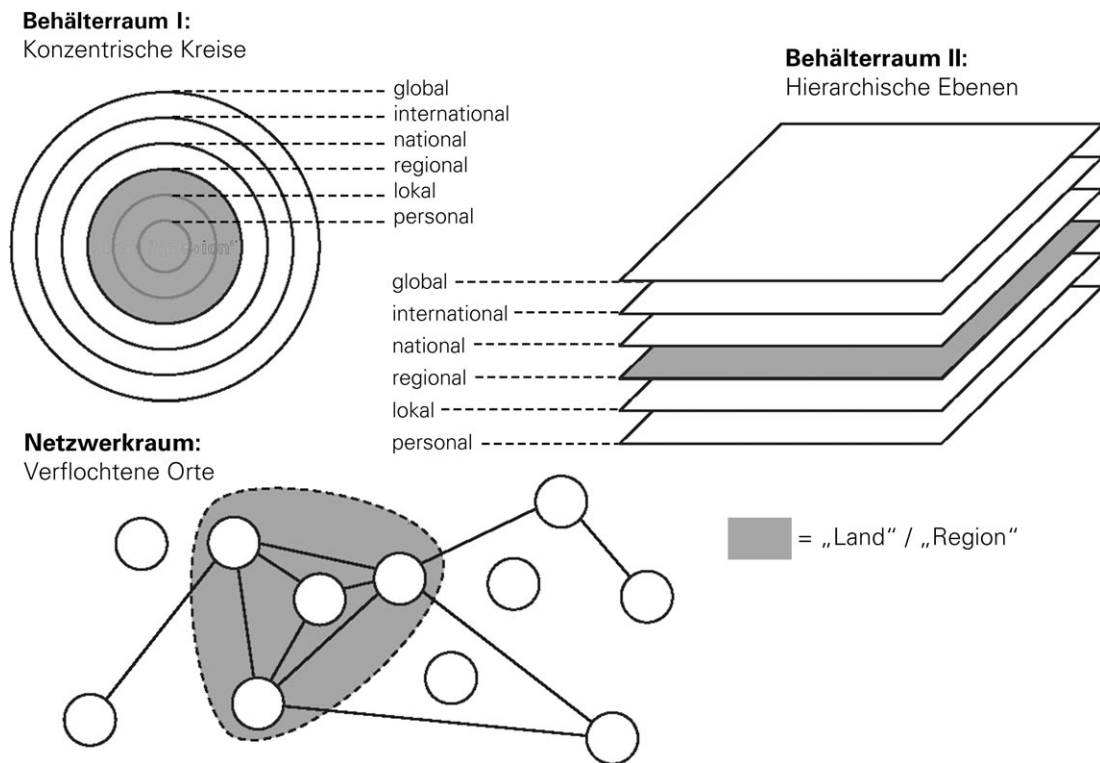 Behälterraum I:
Konzentrische Kreise
global
international
national
regional
lokal
personal
Behälterraum II:
Hierarchische Ebenen
global
international
national
regional
lokal
personal
Netzwerkraum:
Verflochtene Orte
= „Land“ / „Region“